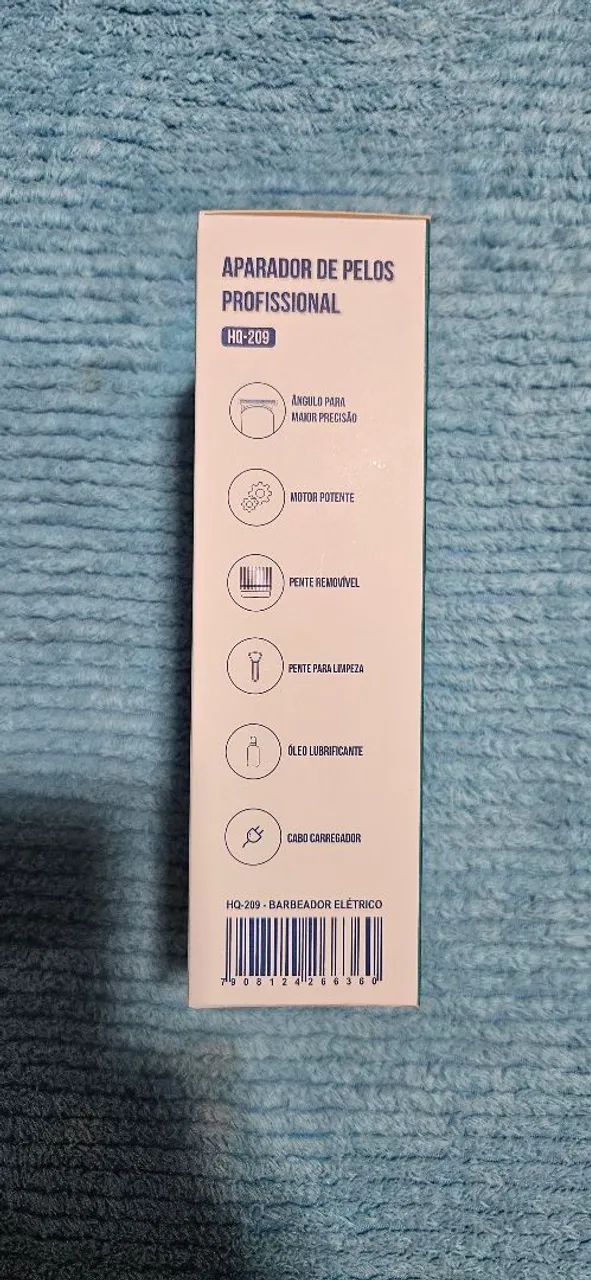 APARADOR DE PELOS
PROFISSIONAL
HQ-209
ÂNGULO PARA
MAIOR PRECISÃO
MOTOR POTENTE
PENTE REMOVÍVEL
PENTE PARA LIMPEZA
ÓLEO LUBRIFICANTE
CABO CARREGADOR
HQ-209 - BARBEADOR ELÉTRICO
7908124266360